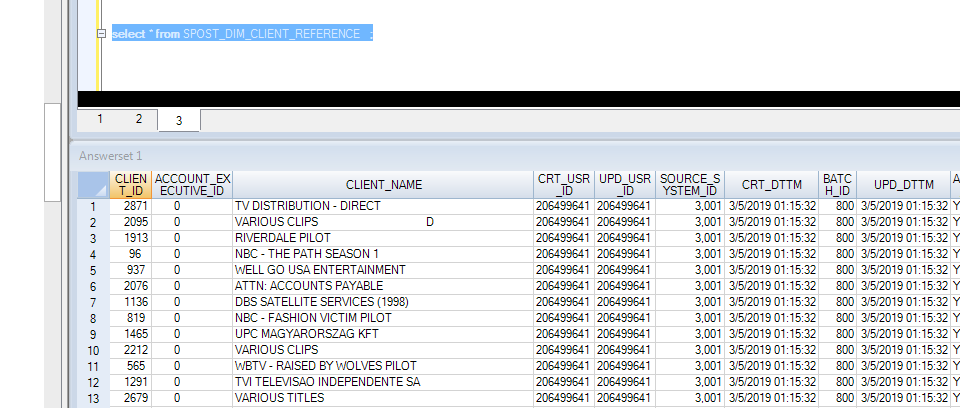 select * from SPOST_DIM_CLIENT_REFERENCE ;
1 2 3
Answerset 1
CLIENT_ID ACCOUNT_EXECUTIVE_ID CLIENT_NAME CRT_USR_ID UPD_USR_ID SOURCE_SYSTEM_ID CRT_DTTM BATCH_ID UPD_DTTM A
1 2871 0 TV DISTRIBUTION - DIRECT 206499641 206499641 3,001 3/5/2019 01:15:32 800 3/5/2019 01:15:32 Y
2 2095 0 VARIOUS CLIPS D 206499641 206499641 3,001 3/5/2019 01:15:32 800 3/5/2019 01:15:32 Y
3 1913 0 RIVERDALE PILOT 206499641 206499641 3,001 3/5/2019 01:15:32 800 3/5/2019 01:15:32 Y
4 96 0 NBC - THE PATH SEASON 1 206499641 206499641 3,001 3/5/2019 01:15:32 800 3/5/2019 01:15:32 Y
5 937 0 WELL GO USA ENTERTAINMENT 206499641 206499641 3,001 3/5/2019 01:15:32 800 3/5/2019 01:15:32 Y
6 2076 0 ATTN: ACCOUNTS PAYABLE 206499641 206499641 3,001 3/5/2019 01:15:32 800 3/5/2019 01:15:32 Y
7 1136 0 DBS SATELLITE SERVICES (1998) 206499641 206499641 3,001 3/5/2019 01:15:32 800 3/5/2019 01:15:32 Y
8 819 0 NBC - FASHION VICTIM PILOT 206499641 206499641 3,001 3/5/2019 01:15:32 800 3/5/2019 01:15:32 Y
9 1465 0 UPC MAGYARORSZAG KFT 206499641 206499641 3,001 3/5/2019 01:15:32 800 3/5/2019 01:15:32 Y
10 2212 0 VARIOUS CLIPS 206499641 206499641 3,001 3/5/2019 01:15:32 800 3/5/2019 01:15:32 Y
11 565 0 WBTV - RAISED BY WOLVES PILOT 206499641 206499641 3,001 3/5/2019 01:15:32 800 3/5/2019 01:15:32 Y
12 1291 0 TVI TELEVISAO INDEPENDENTE SA 206499641 206499641 3,001 3/5/2019 01:15:32 800 3/5/2019 01:15:32 Y
13 2679 0 VARIOUS TITLES 206499641 206499641 3,001 3/5/2019 01:15:32 800 3/5/2019 01:15:32 Y